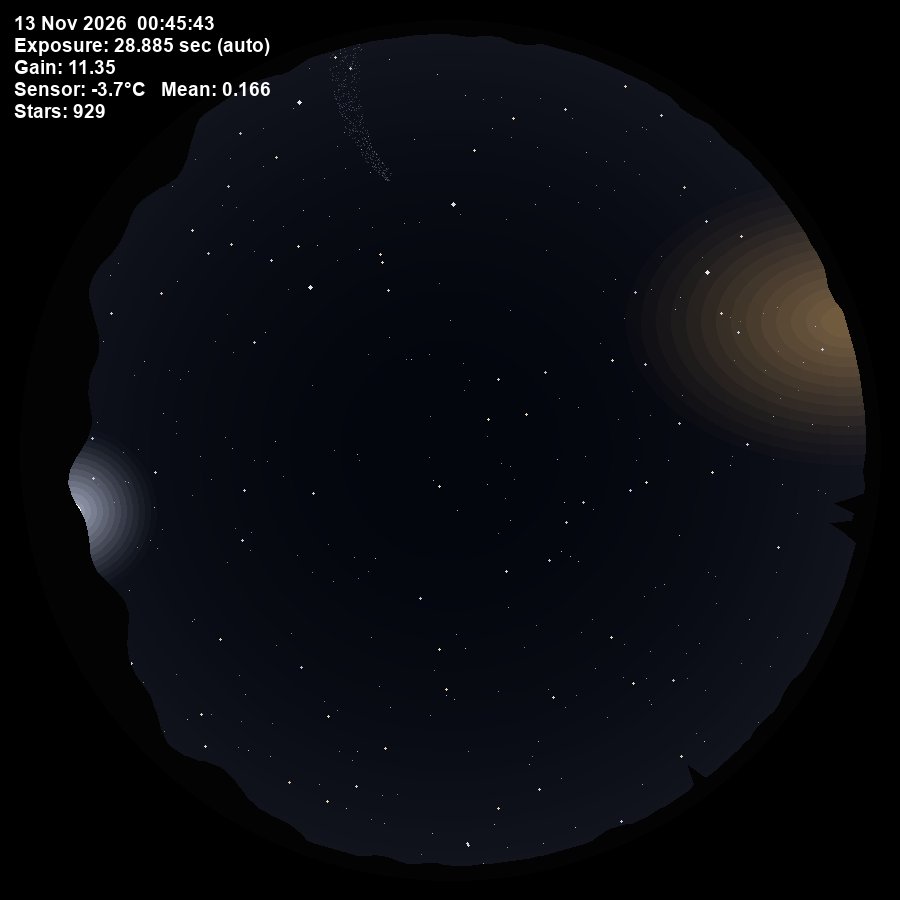 13 Nov 2026  00:45:43
Exposure: 28.885 sec (auto)
Gain: 11.35
Sensor: -3.7°C   Mean: 0.166
Stars: 929